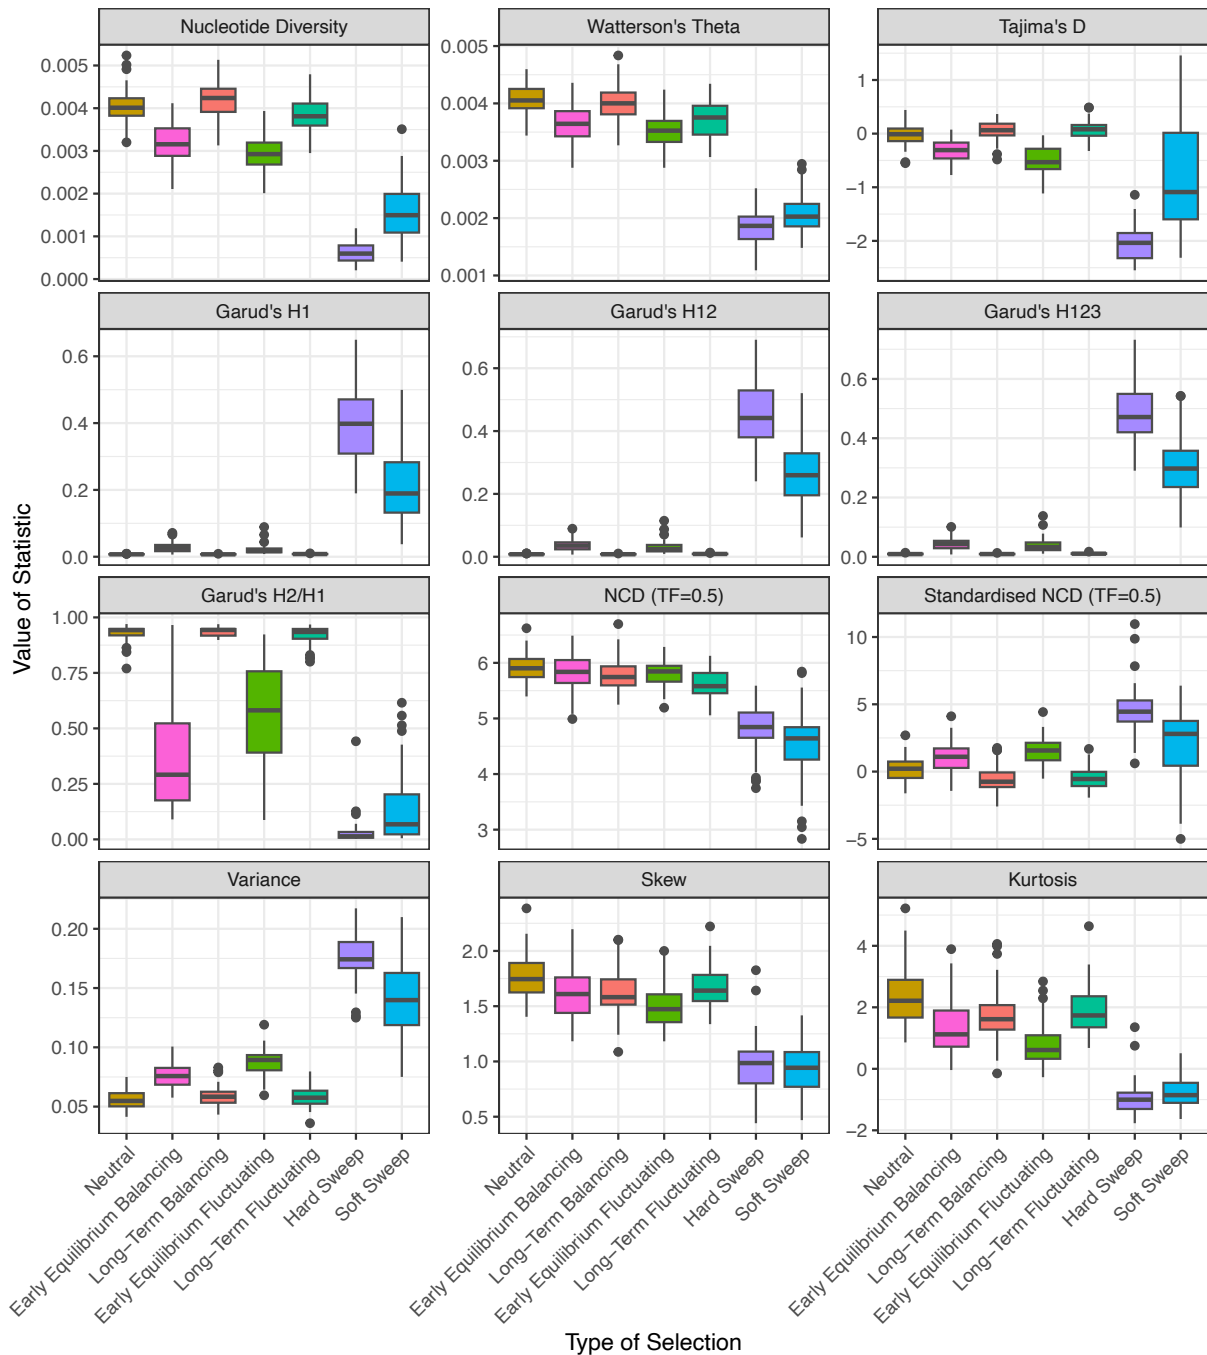 Nucleotide Diversity
Watterson's Theta
Tajima's D
0.005
0.004
0.003
0.002
0.001
0.000
0.005
0.004
0.003
0.002
0.001
1
0
−1
−2
Garud's H1
Garud's H12
Garud's H123
0.6
0.4
0.2
0.0
0.6
0.4
0.2
0.0
0.6
0.4
0.2
0.0
Garud's H2/H1
NCD (TF=0.5)
Standardised NCD (TF=0.5)
1.00
0.75
0.50
0.25
0.00
6
5
4
3
10
5
0
−5
Variance
Skew
Kurtosis
0.20
0.15
0.10
0.05
2.0
1.5
1.0
0.5
4
2
0
−2
Value of Statistic
Neutral
Early Equilibrium Balancing
Long−Term Balancing
Early Equilibrium Fluctuating
Long−Term Fluctuating
Hard Sweep
Soft Sweep
Neutral
Early Equilibrium Balancing
Long−Term Balancing
Early Equilibrium Fluctuating
Long−Term Fluctuating
Hard Sweep
Soft Sweep
Neutral
Early Equilibrium Balancing
Long−Term Balancing
Early Equilibrium Fluctuating
Long−Term Fluctuating
Hard Sweep
Soft Sweep
Type of Selection